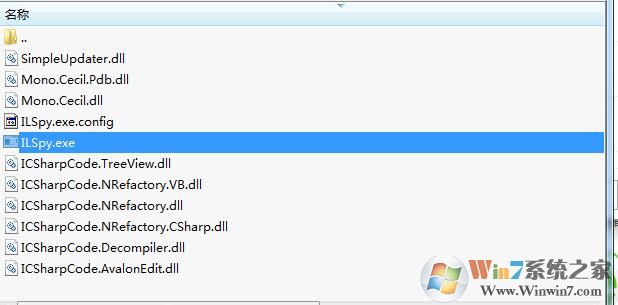 名称
..
SimpleUpdater.dll
Mono.Cecil.Pdb.dll
Mono.Cecil.dll
ILSpy.exe.config
ILSpy.exe
ICSharpCode.TreeView.dll
ICSharpCode.NRefactory.VB.dll
ICSharpCode.NRefactory.dll
ICSharpCode.NRefactory.CSharp.dll
ICSharpCode.Decompiler.dll
ICSharpCode.AvalonEdit.dll
Win7系统之家
Www.Winwin7.com